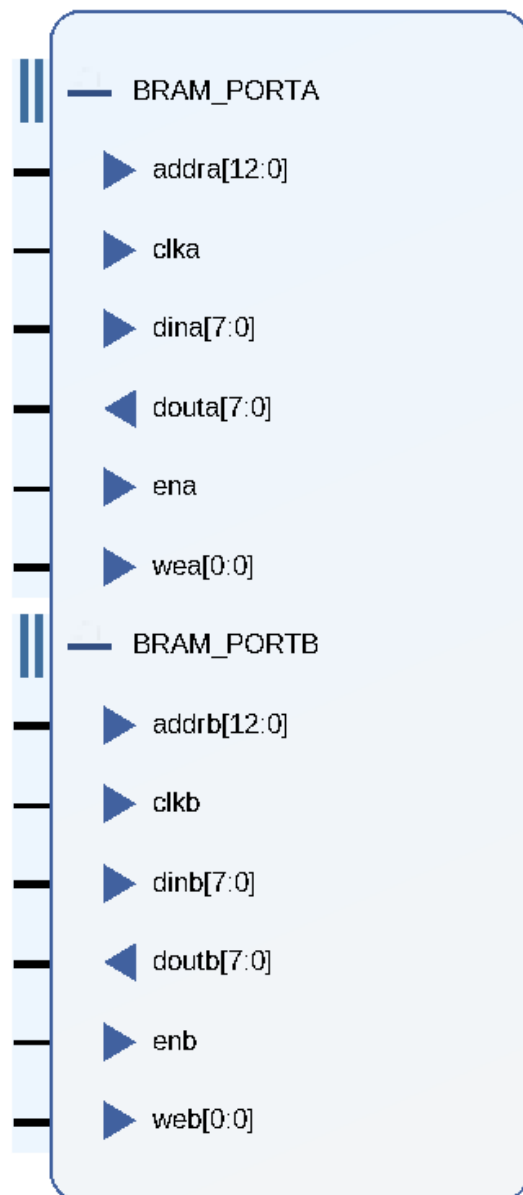 BRAM_PORTA
addra[12:0]
clka
dina[7:0]
douta[7:0]
ena
wea[0:0]
BRAM_PORTB
addrb[12:0]
clkb
dinb[7:0]
doutb[7:0]
enb
web[0:0]